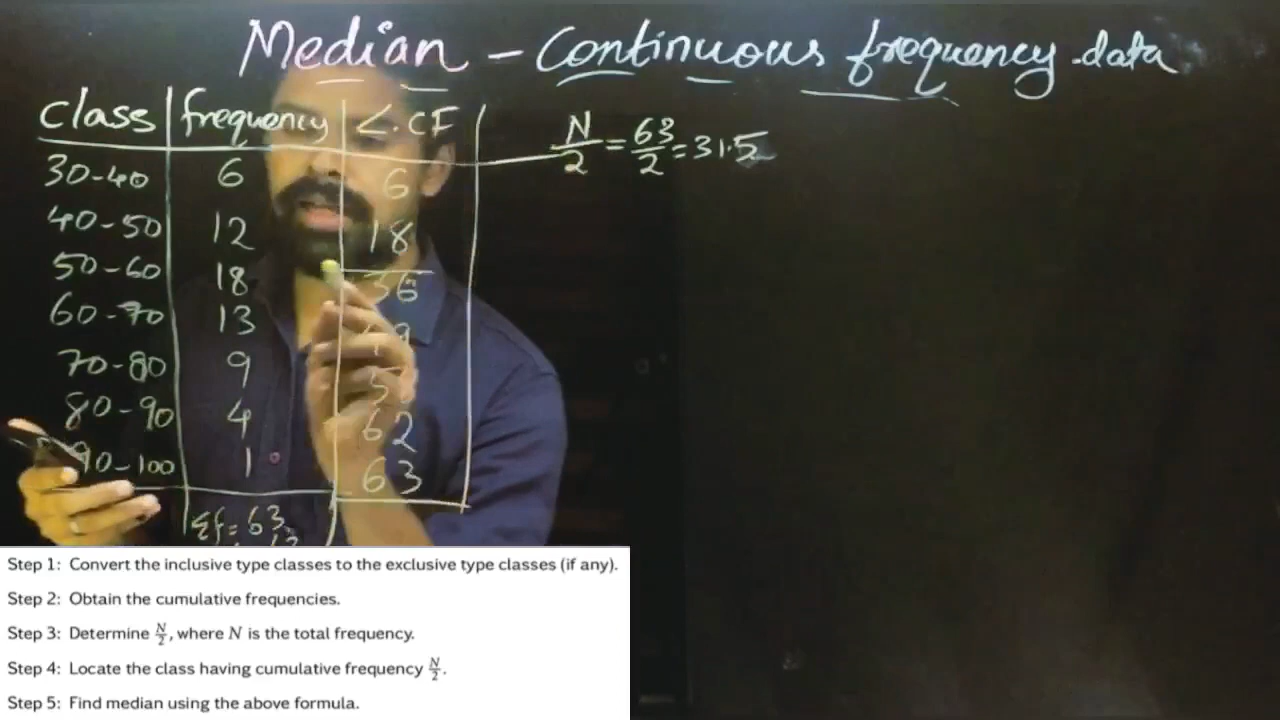 Median - Continuous frequency data
class frequency <.CF
N/2 = 63/2 = 31.5
30-40 6 6
40-50 12 18
50-60 18 36
60-70 13
70-80 9
80-90 4 62
90-100 1 63
Σf = 63
Step 1: Convert the inclusive type classes to the exclusive type classes (if any).
Step 2: Obtain the cumulative frequencies.
Step 3: Determine N/2, where N is the total frequency.
Step 4: Locate the class having cumulative frequency N/2.
Step 5: Find median using the above formula.